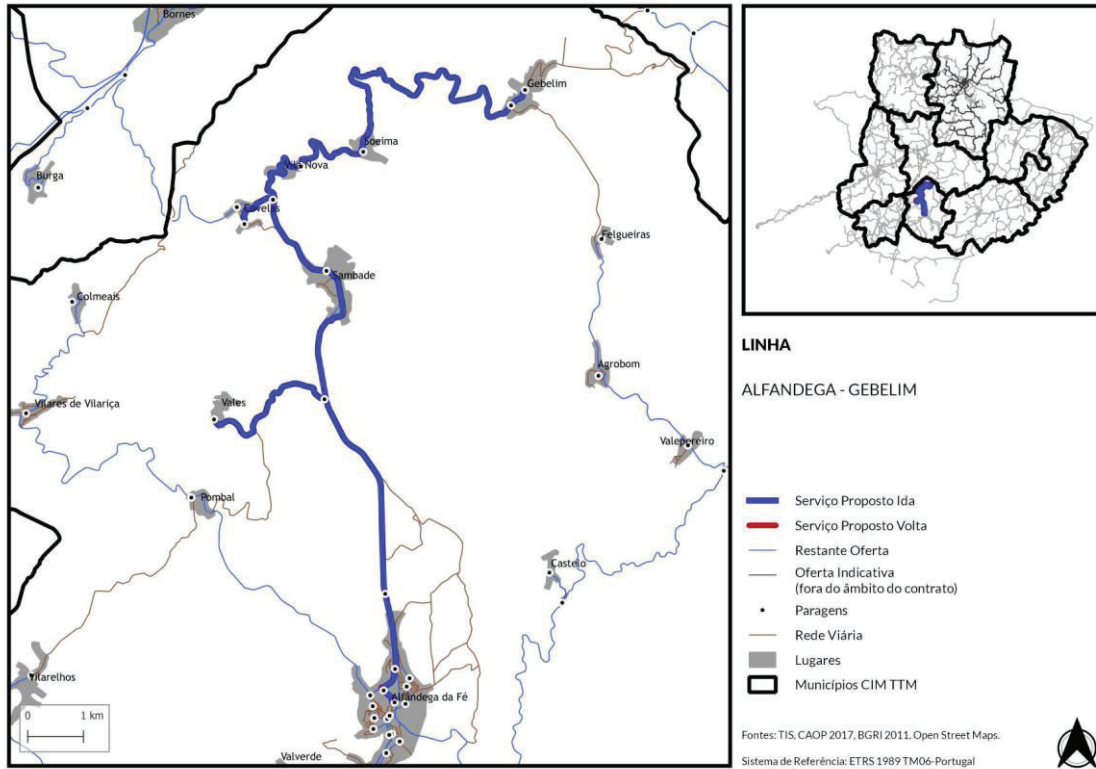 Bornes
Gebelim
Soeima
Vila Nova
Burga
Covelas
Felgueiras
Sambade
Colmeais
Agrobom
Vales
Vilares de Vilariça
Valepereiro
Pombal
Castelo
Vilarelhos
Alfândega da Fé
Valverde
0 1 km
LINHA
ALFANDEGA - GEBELIM
Serviço Proposto Ida
Serviço Proposto Volta
Restante Oferta
Oferta Indicativa
(fora do âmbito do contrato)
Paragens
Rede Viária
Lugares
Municípios CIM TTM
Fontes: TIS, CAOP 2017, BGRI 2011, Open Street Maps.
Sistema de Referência: ETRS 1989 TM06-Portugal